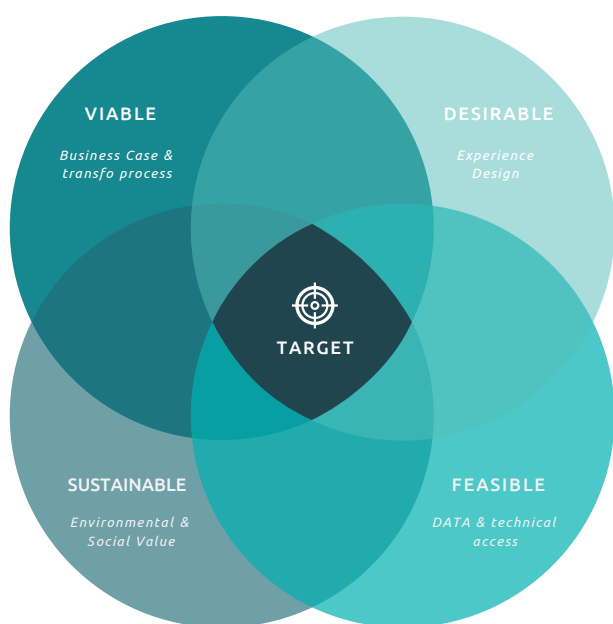 VIABLE
Business Case &
transfo process
DESIRABLE
Experience
Design
TARGET
SUSTAINABLE
Environmental &
Social Value
FEASIBLE
DATA & technical
access